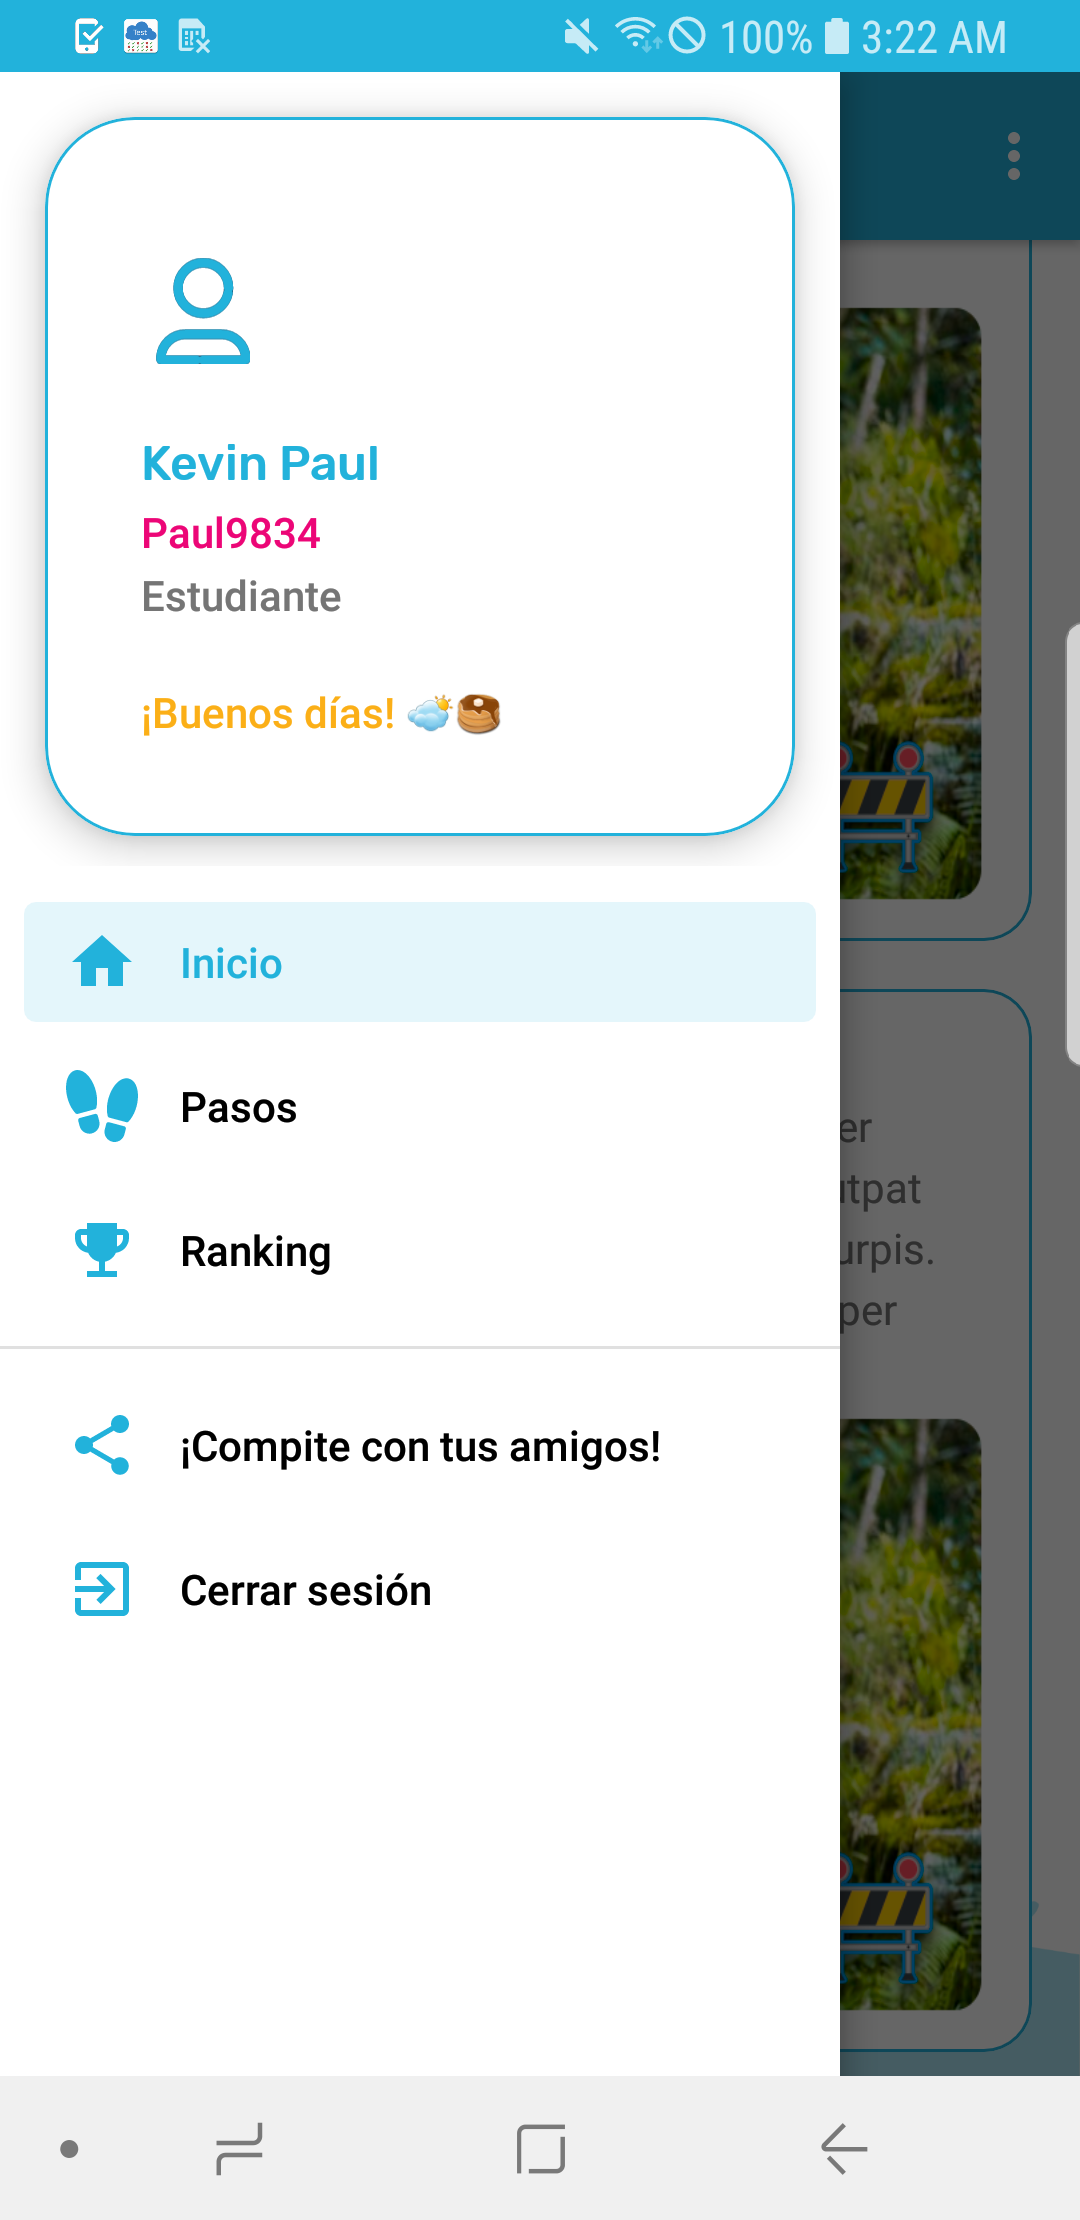 100% 3:22 AM
Kevin Paul
Paul9834
Estudiante
¡Buenos días! 🌤️🥞
Inicio
Pasos
Ranking
¡Compite con tus amigos!
Cerrar sesión
er
urpis.
per